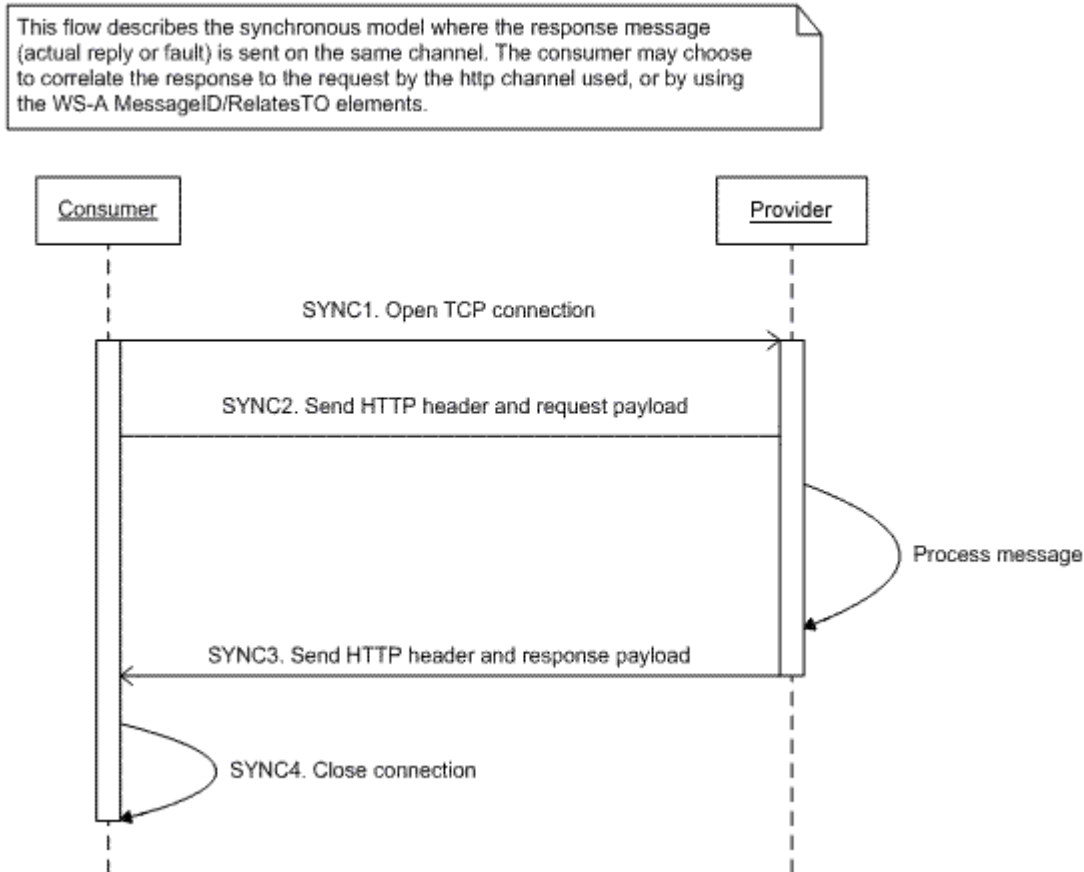 This flow describes the synchronous model where the response message
(actual reply or fault) is sent on the same channel. The consumer may choose
to correlate the response to the request by the http channel used, or by using
the WS-A MessageID/RelatesTO elements.
Consumer
Provider
SYNC1. Open TCP connection
SYNC2. Send HTTP header and request payload
Process message
SYNC3. Send HTTP header and response payload
SYNC4. Close connection